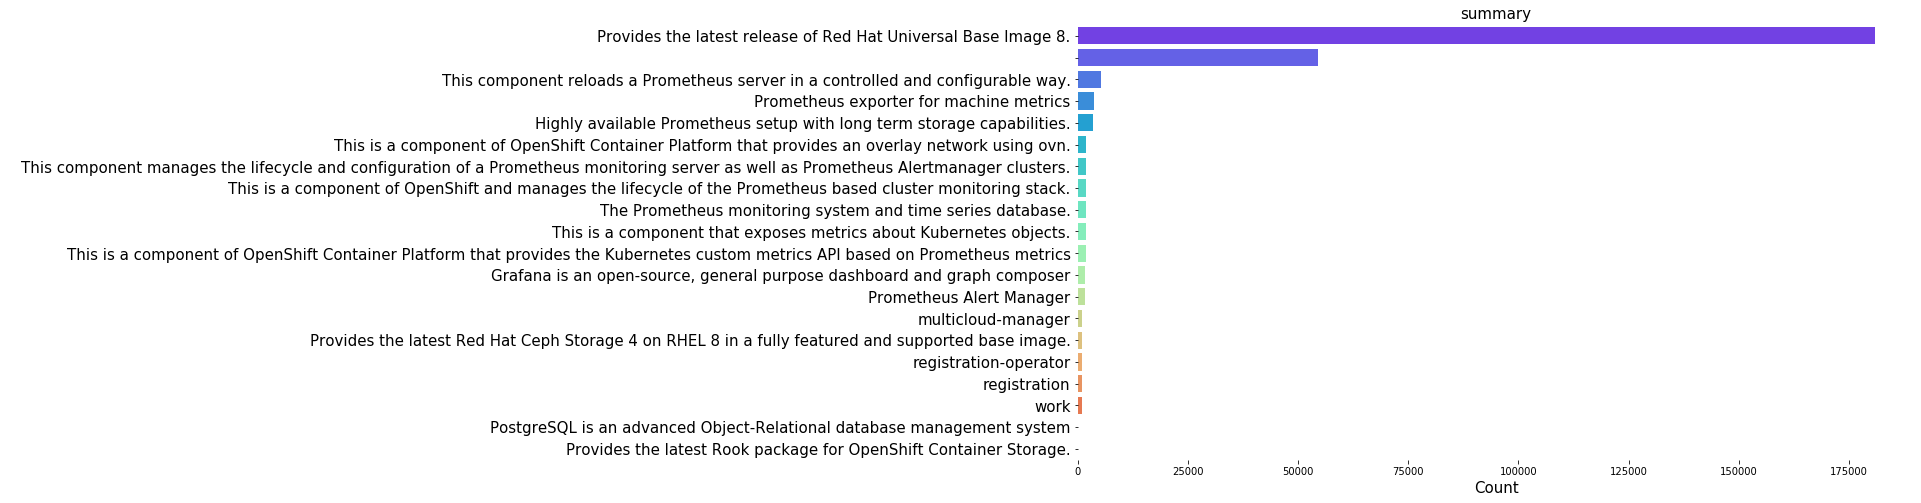 summary
Provides the latest release of Red Hat Universal Base Image 8.
This component reloads a Prometheus server in a controlled and configurable way.
Prometheus exporter for machine metrics
Highly available Prometheus setup with long term storage capabilities.
This is a component of OpenShift Container Platform that provides an overlay network using ovn.
This component manages the lifecycle and configuration of a Prometheus monitoring server as well as Prometheus Alertmanager clusters.
This is a component of OpenShift and manages the lifecycle of the Prometheus based cluster monitoring stack.
The Prometheus monitoring system and time series database.
This is a component that exposes metrics about Kubernetes objects.
This is a component of OpenShift Container Platform that provides the Kubernetes custom metrics API based on Prometheus metrics
Grafana is an open-source, general purpose dashboard and graph composer
Prometheus Alert Manager
multicloud-manager
Provides the latest Red Hat Ceph Storage 4 on RHEL 8 in a fully featured and supported base image.
registration-operator
registration
work
PostgreSQL is an advanced Object-Relational database management system
Provides the latest Rook package for OpenShift Container Storage.
0 25000 50000 75000 100000 125000 150000 175000
Count